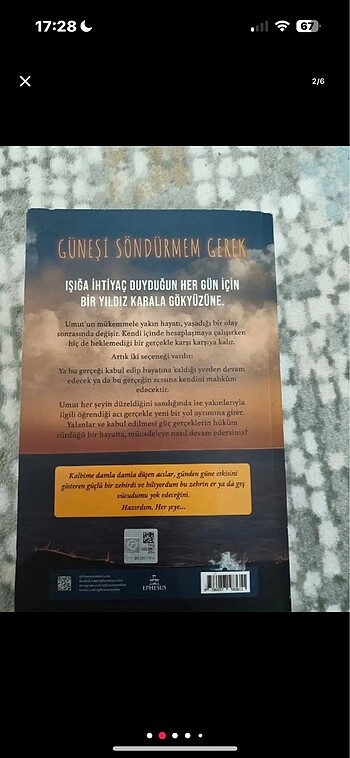 17:28
67
2/6
GÜNEŞİ SÖNDÜRMEM GEREK
IŞIĞA İHTİYAÇ DUYDUĞUN HER GÜN İÇİN
BİR YILDIZ KARALA GÖKYÜZÜNE.
Umut'un mükemmele yakın hayatı, yaşadığı bir olay
sonrasında değişir. Kendi içinde hesaplaşmaya çalışırken
hiç de beklemediği bir gerçekle karşı karşıya kalır.
Artık iki seçeneği vardır:
Ya bu gerçeği kabul edip hayatına kaldığı yerden devam
edecek ya da bu gerçeğin acısına kendini mahkûm
edecektir.
Umut her şeyin düzeldiğini sandığında ise yakınlarıyla
ilgili öğrendiği acı gerçekle yeni bir yol ayrımına girer.
Yalanlar ve kabul edilmesi güç gerçeklerin hüküm
sürdüğü bir hayatta, mücadeleye nasıl devam edersiniz?
Kalbime damla damla düşen acılar, günden güne etkisini
gösteren güçlü bir zehirdi ve biliyordum bu zehrin er ya da geç
vücudumu yok edeceğini.
Hazırdım. Her şeye...
EPHESUS